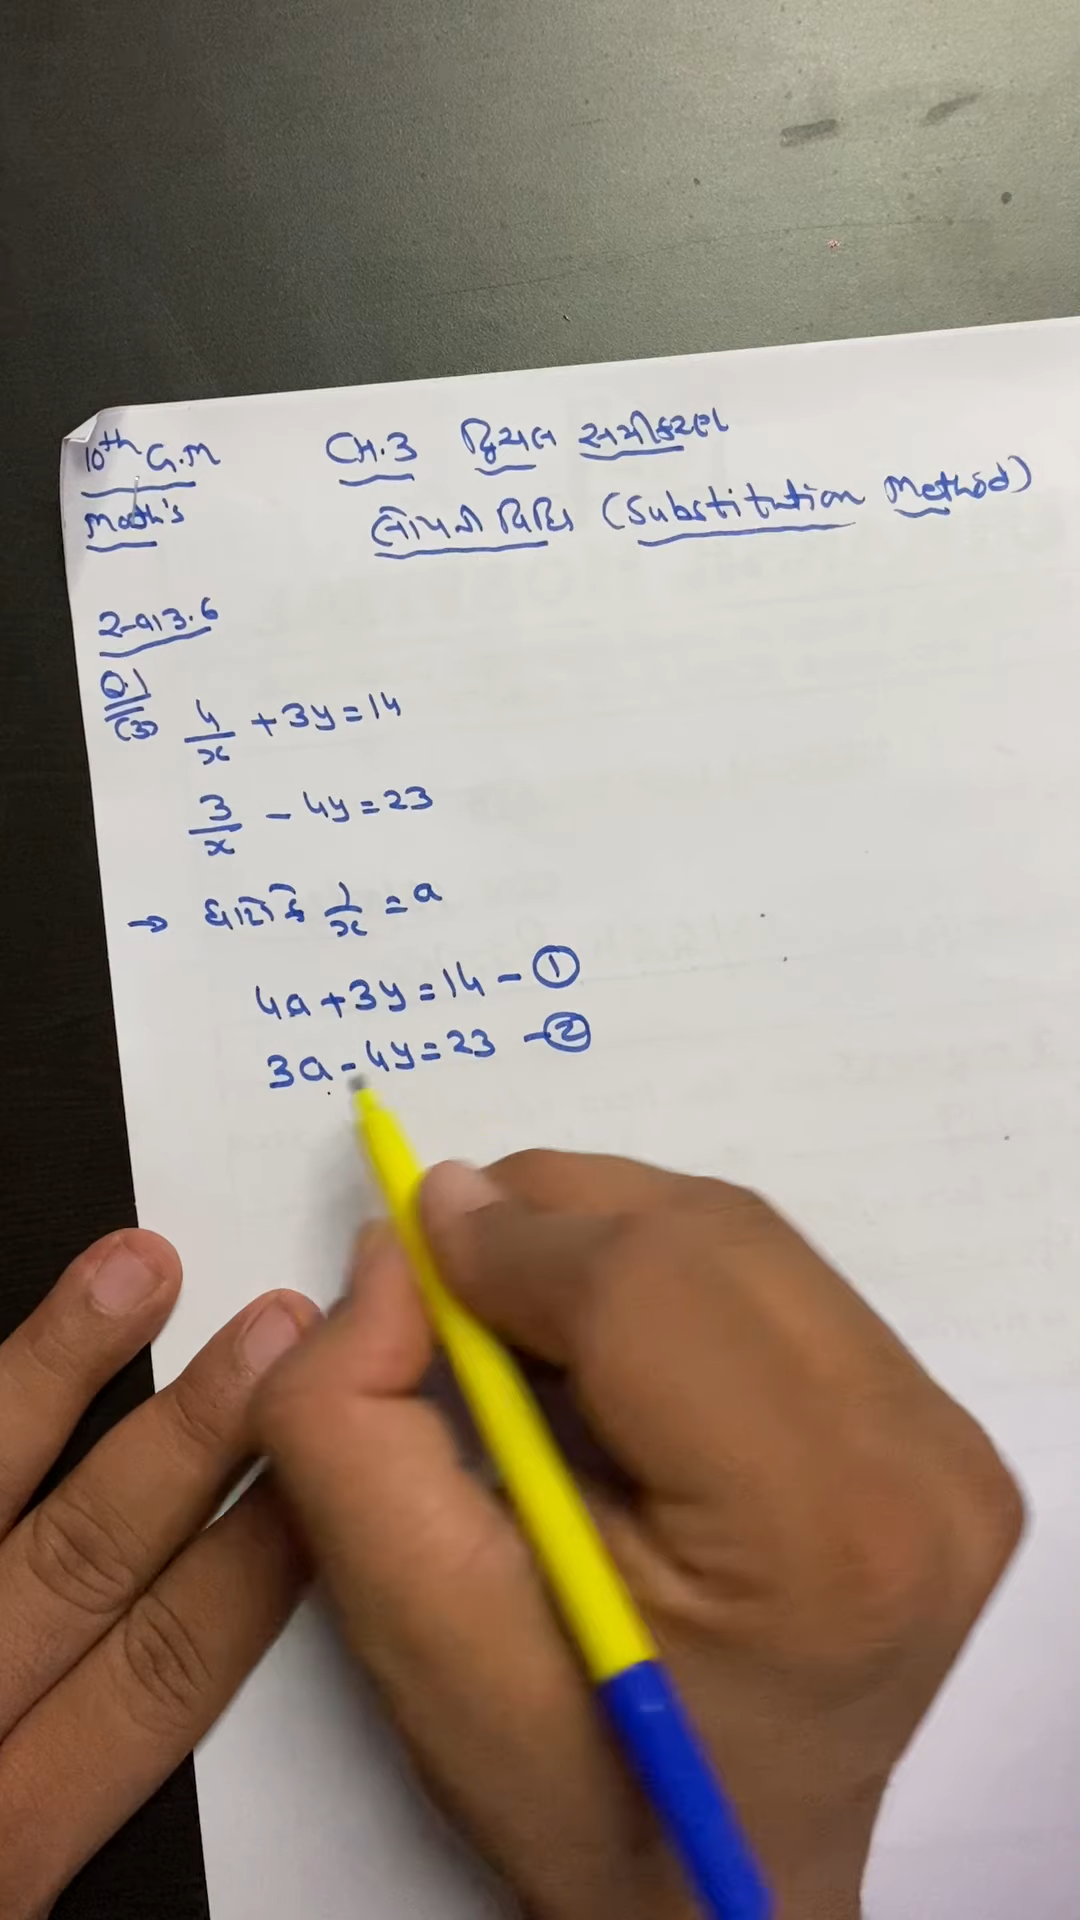 10th G.M
Math's
CH.3 દ્વિચલ સમીકરણ
લોપની વિધિ (Substitution Method)
સ્વા 3.6
Q.1
(3) 4/x + 3y = 14
3/x - 4y = 23
→ ધારો કે 1/x = a
4a + 3y = 14 - ①
3a - 4y = 23 - ②